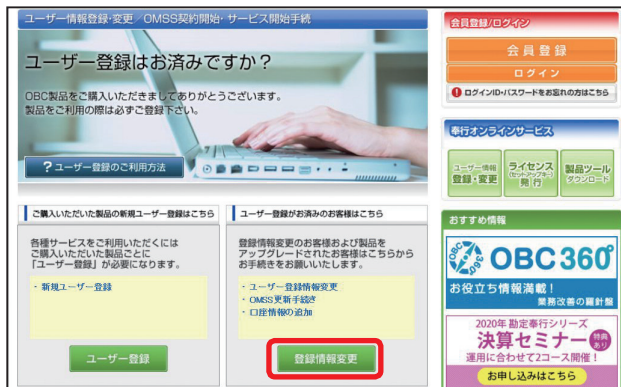 ユーザー情報登録・変更／OMSS契約開始・サービス開始手続
ユーザー登録はお済みですか？
OBC製品をご購入いただきましてありがとうございます。
製品をご利用の際は必ずご登録下さい。
?ユーザー登録のご利用方法
ご購入いただいた製品の新規ユーザー登録はこちら
各種サービスをご利用いただくには
ご購入いただいた製品ごとに
「ユーザー登録」が必要になります。
・新規ユーザー登録
ユーザー登録
ユーザー登録がお済みのお客様はこちら
登録情報変更のお客様および製品を
アップグレードされたお客様はこちらから
お手続きをお願いいたします。
・ユーザー登録情報変更
・OMSS更新手続き
・口座情報の追加
登録情報変更
会員登録/ログイン
会員登録
ログイン
ログインID・パスワードをお忘れの方はこちら
奉行オンラインサービス
ユーザー情報
登録・変更
ライセンス
(セットアップキー)
発行
製品ツール
ダウンロード
おすすめ情報
OBC 360°
お役立ち情報満載！
業務改善の羅針盤
2020年 勘定奉行シリーズ
決算セミナー
特典
あり
運用に合わせて2コース開催！
お申し込みはこちら